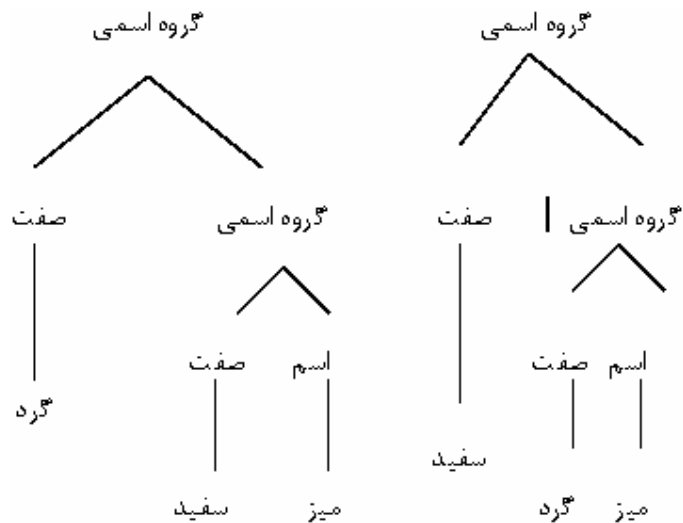 گروه اسمی گروه اسمی
گروه اسمی صفت گروه اسمی صفت
اسم صفت اسم صفت
گرد
سفید
میز گرد میز سفید